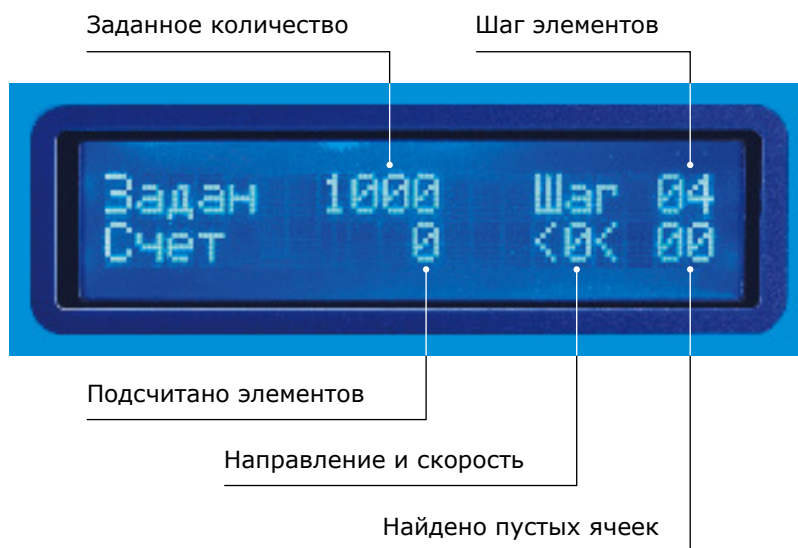 Заданное количество Шаг элементов
Задан 1000 Шаг 04
Счет 0 <0< 00
Подсчитано элементов
Направление и скорость
Найдено пустых ячеек